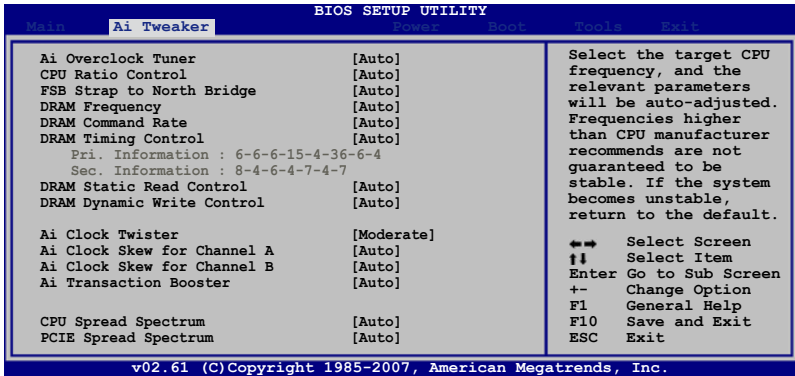 BIOS SETUP UTILITY
Main Ai Tweaker Power Boot Tools Exit
Ai Overclock Tuner [Auto]
CPU Ratio Control [Auto]
FSB Strap to North Bridge [Auto]
DRAM Frequency [Auto]
DRAM Command Rate [Auto]
DRAM Timing Control [Auto]
Pri. Information : 6-6-6-15-4-36-6-4
Sec. Information : 8-4-6-4-7-4-7
DRAM Static Read Control [Auto]
DRAM Dynamic Write Control [Auto]
Ai Clock Twister [Moderate]
Ai Clock Skew for Channel A [Auto]
Ai Clock Skew for Channel B [Auto]
Ai Transaction Booster [Auto]
CPU Spread Spectrum [Auto]
PCIE Spread Spectrum [Auto]
Select the target CPU
frequency, and the
relevant parameters
will be auto-adjusted.
Frequencies higher
than CPU manufacturer
recommends are not
guaranteed to be
stable. If the system
becomes unstable,
return to the default.
←→ Select Screen
↑↓ Select Item
Enter Go to Sub Screen
+- Change Option
F1 General Help
F10 Save and Exit
ESC Exit
v02.61 (C)Copyright 1985-2007, American Megatrends, Inc.